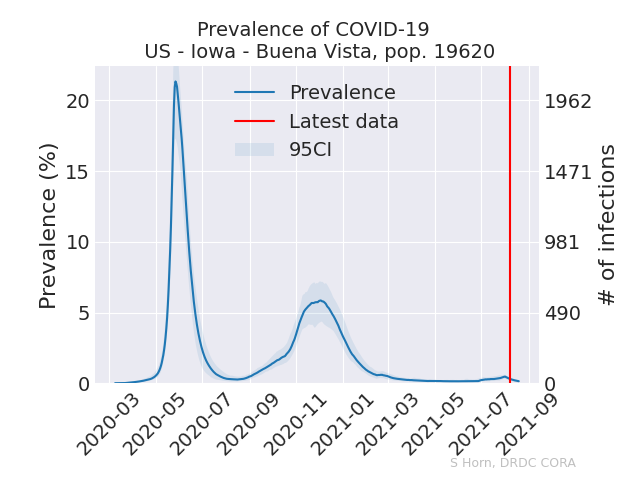 Prevalence of COVID-19
US - Iowa - Buena Vista, pop. 19620
Prevalence (%)
20
15
10
5
0
Prevalence
Latest data
95CI
1962
1471
981
490
0
# of infections
2020-03
2020-05
2020-07
2020-09
2020-11
2021-01
2021-03
2021-05
2021-07
2021-09
S Horn, DRDC CORA